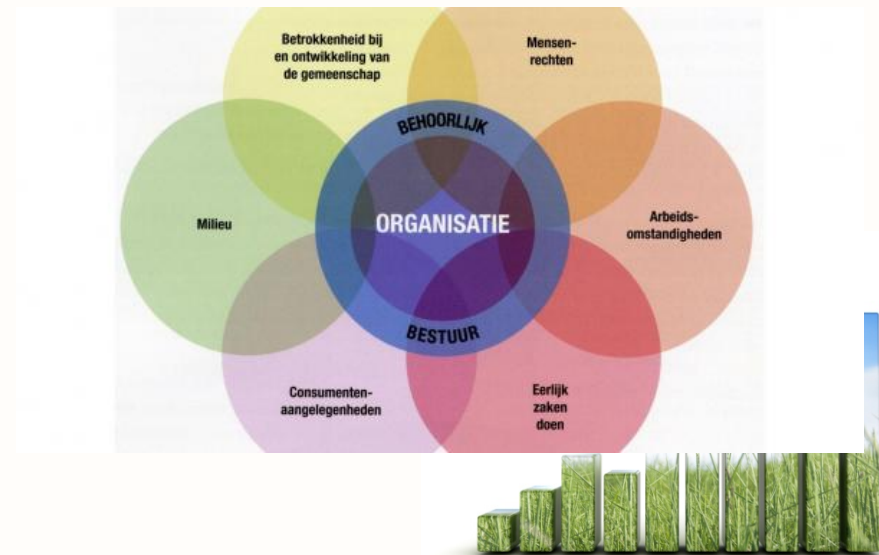 Betrokkenheid bij
en ontwikkeling van
de gemeenschap
Mensen-
rechten
BEHOORLIJK
Milieu
ORGANISATIE
Arbeids-
omstandigheden
BESTUUR
Consumenten-
aangelegenheden
Eerlijk
zaken
doen